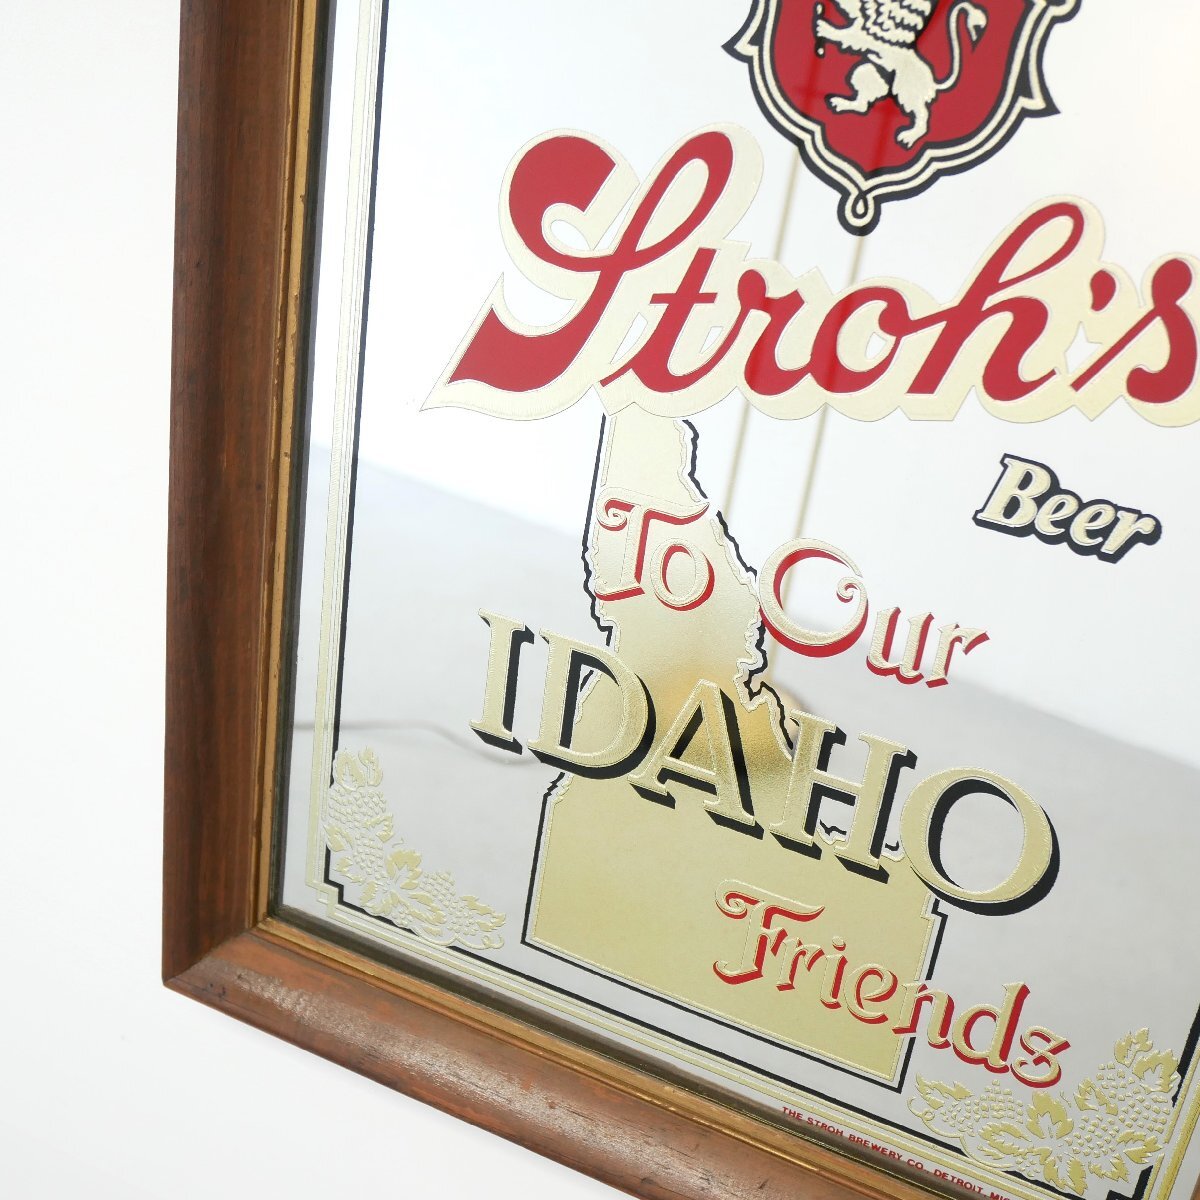 Stroh's
Beer
To Our
IDAHO
Friends
THE STROH BREWERY CO., DETROIT,